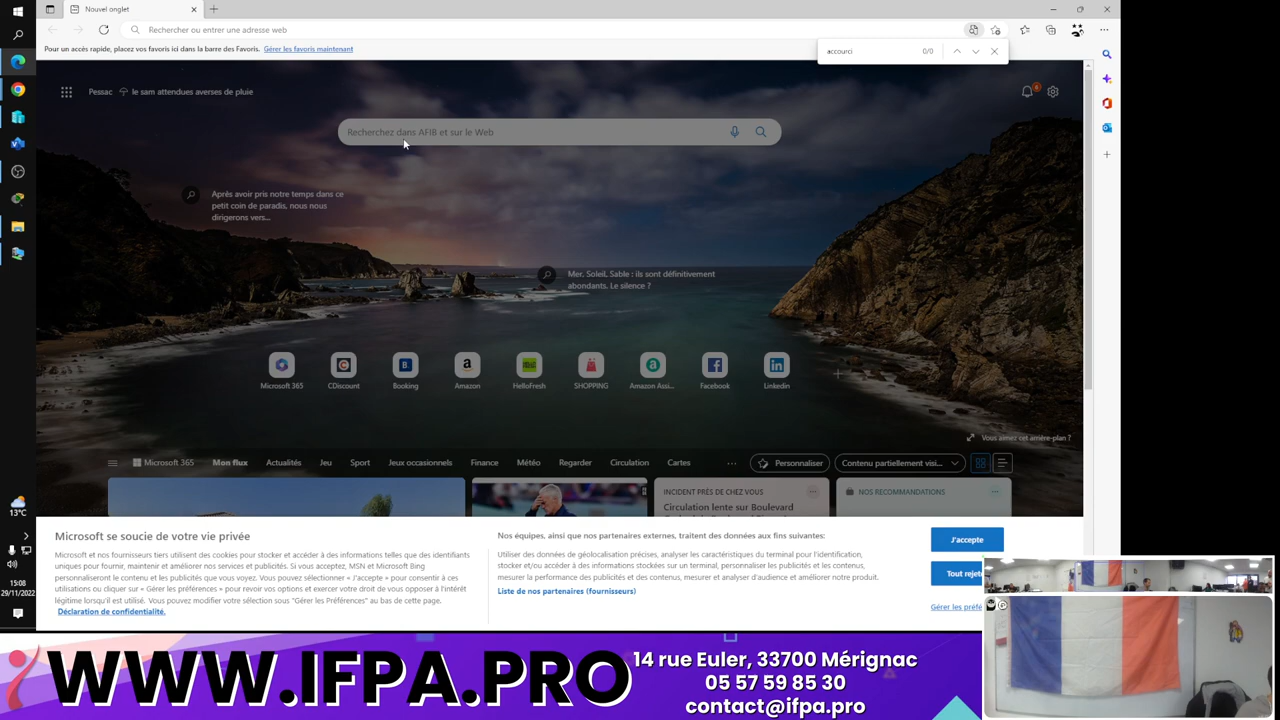 Nouvel onglet
Rechercher ou entrer une adresse web
Pour un accès rapide, placez vos favoris ici dans la barre des Favoris. Gérer les favoris maintenant
accourci 0/0
Pessac le sam attendues averses de pluie
6
Recherchez dans AFIB et sur le Web
Après avoir pris notre temps dans ce
petit coin de paradis, nous nous
dirigerons vers...
Mer, Soleil, Sable : ils sont définitivement
abondants. Le silence ?
Microsoft 365 CDiscount Booking Amazon HelloFresh SHOPPING Amazon Assi... Facebook Linkedin
Vous aimez cet arrière-plan ?
Microsoft 365 Mon flux Actualités Jeu Sport Jeux occasionnels Finance Météo Regarder Circulation Cartes ... Personnaliser Contenu partiellement visi...
INCIDENT PRÈS DE CHEZ VOUS
Circulation lente sur Boulevard
NOS RECOMMANDATIONS
Microsoft se soucie de votre vie privée
Microsoft et nos fournisseurs tiers utilisent des cookies pour stocker et accéder à des informations telles que des identifiants
uniques pour fournir, maintenir et améliorer nos services et publicités. Si vous acceptez, MSN et Microsoft Bing
personnaliseront le contenu et les publicités que vous voyez. Vous pouvez sélectionner « J'accepte » pour consentir à ces
utilisations ou cliquer sur « Gérer les préférences » pour revoir vos options et exercer votre droit de vous opposer à l'intérêt
légitime lorsqu'il est utilisé. Vous pouvez modifier votre sélection sous "Gérer les Préférences" au bas de cette page.
Déclaration de confidentialité.
Nos équipes, ainsi que nos partenaires externes, traitent des données aux fins suivantes:
Utiliser des données de géolocalisation précises, analyser les caractéristiques du terminal pour l'identification,
stocker et/ou accéder à des informations stockées sur un terminal, personnaliser les publicités et les contenus,
mesurer la performance du publicités et des contenus, mesurer et analyser d'audience et améliorer notre produit.
Liste de nos partenaires (fournisseurs)
J'accepte
Tout rejet
Gérer les préfé
13°C
15:08
29/11/2022
WWW.IFPA.PRO
14 rue Euler, 33700 Mérignac
05 57 59 85 30
contact@ifpa.pro